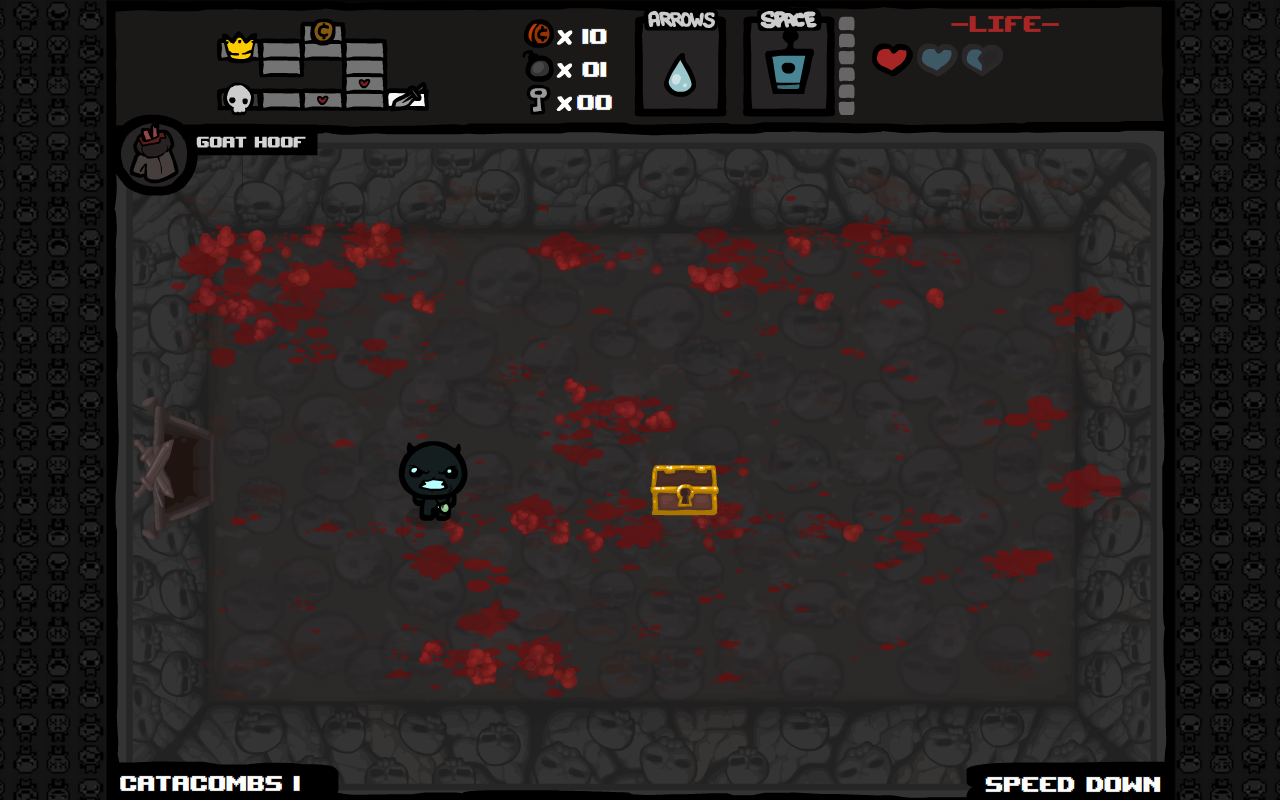 ARROWS
SPACE
—LIFE—
x 10
x 01
x 00
GOAT HOOF
CATACOMBS I
SPEED DOWN